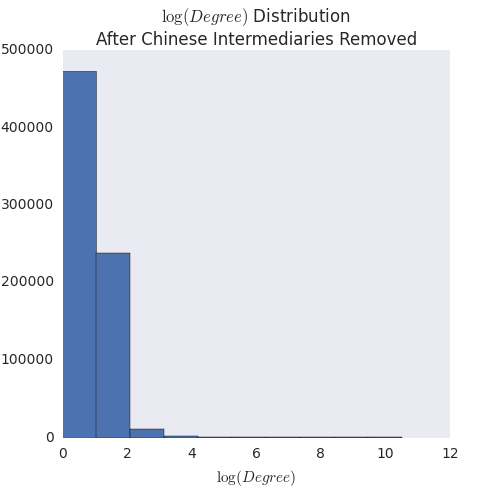 log(Degree) Distribution
After Chinese Intermediaries Removed
500000
400000
300000
200000
100000
0
0 2 4 6 8 10 12
log(Degree)